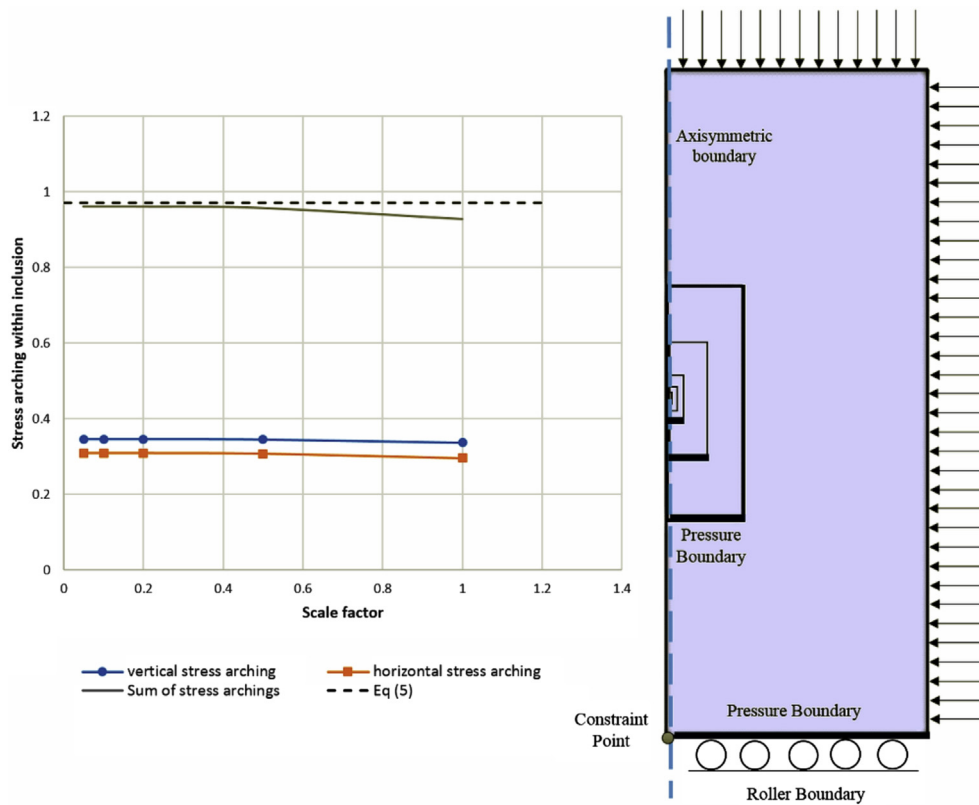 Stress arching within inclusion
1.2
1
0.8
0.6
0.4
0.2
0
0 0.2 0.4 0.6 0.8 1 1.2 1.4
Scale factor
vertical stress arching
horizontal stress arching
Sum of stress archings
Eq (5)
Axisymmetric
boundary
Pressure
Boundary
Pressure Boundary
Constraint
Point
Roller Boundary